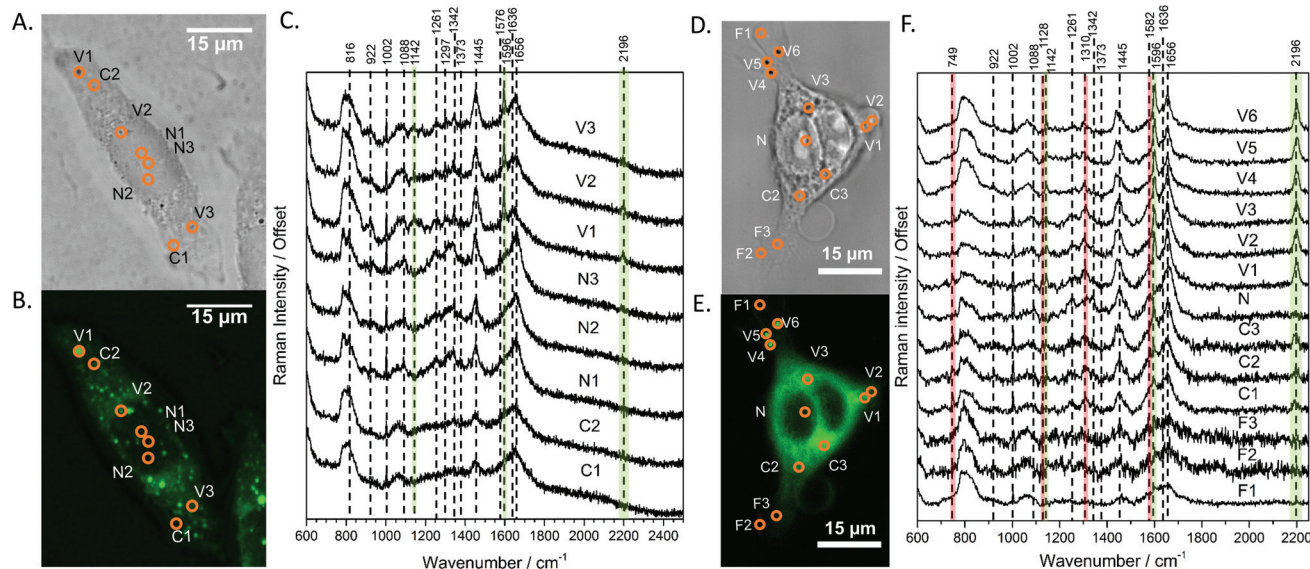 A.
15 µm
V1
C2
V2
N1
N3
N2
V3
C1
B.
15 µm
V1
C2
V2
N1
N3
N2
V3
C1
C.
816
922
1002
1088
1142
1261
1297
1342
1373
1445
1576
1596
1636
1656
2196
V3
V2
V1
N3
N2
N1
C2
C1
Raman Intensity / Offset
600 800 1000 1200 1400 1600 1800 2000 2200 2400
Wavenumber / cm⁻¹
D.
F1
V6
V5
V4
V3
V2
N
V1
C2
C3
F3
F2
15 µm
E.
F1
V6
V5
V4
V3
V2
N
V1
C3
C2
F3
F2
15 µm
F.
749
922
1002
1088
1128
1142
1261
1310
1342
1373
1445
1582
1596
1636
1656
2196
V6
V5
V4
V3
V2
V1
N
C3
C2
C1
F3
F2
F1
Raman intensity / Offset
600 800 1000 1200 1400 1600 1800 2000 2200
Wavenumber / cm⁻¹